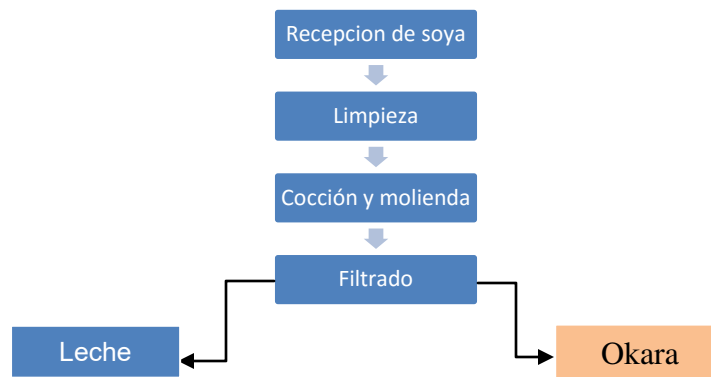 Recepcion de soya
Limpieza
Cocción y molienda
Filtrado
Leche
Okara